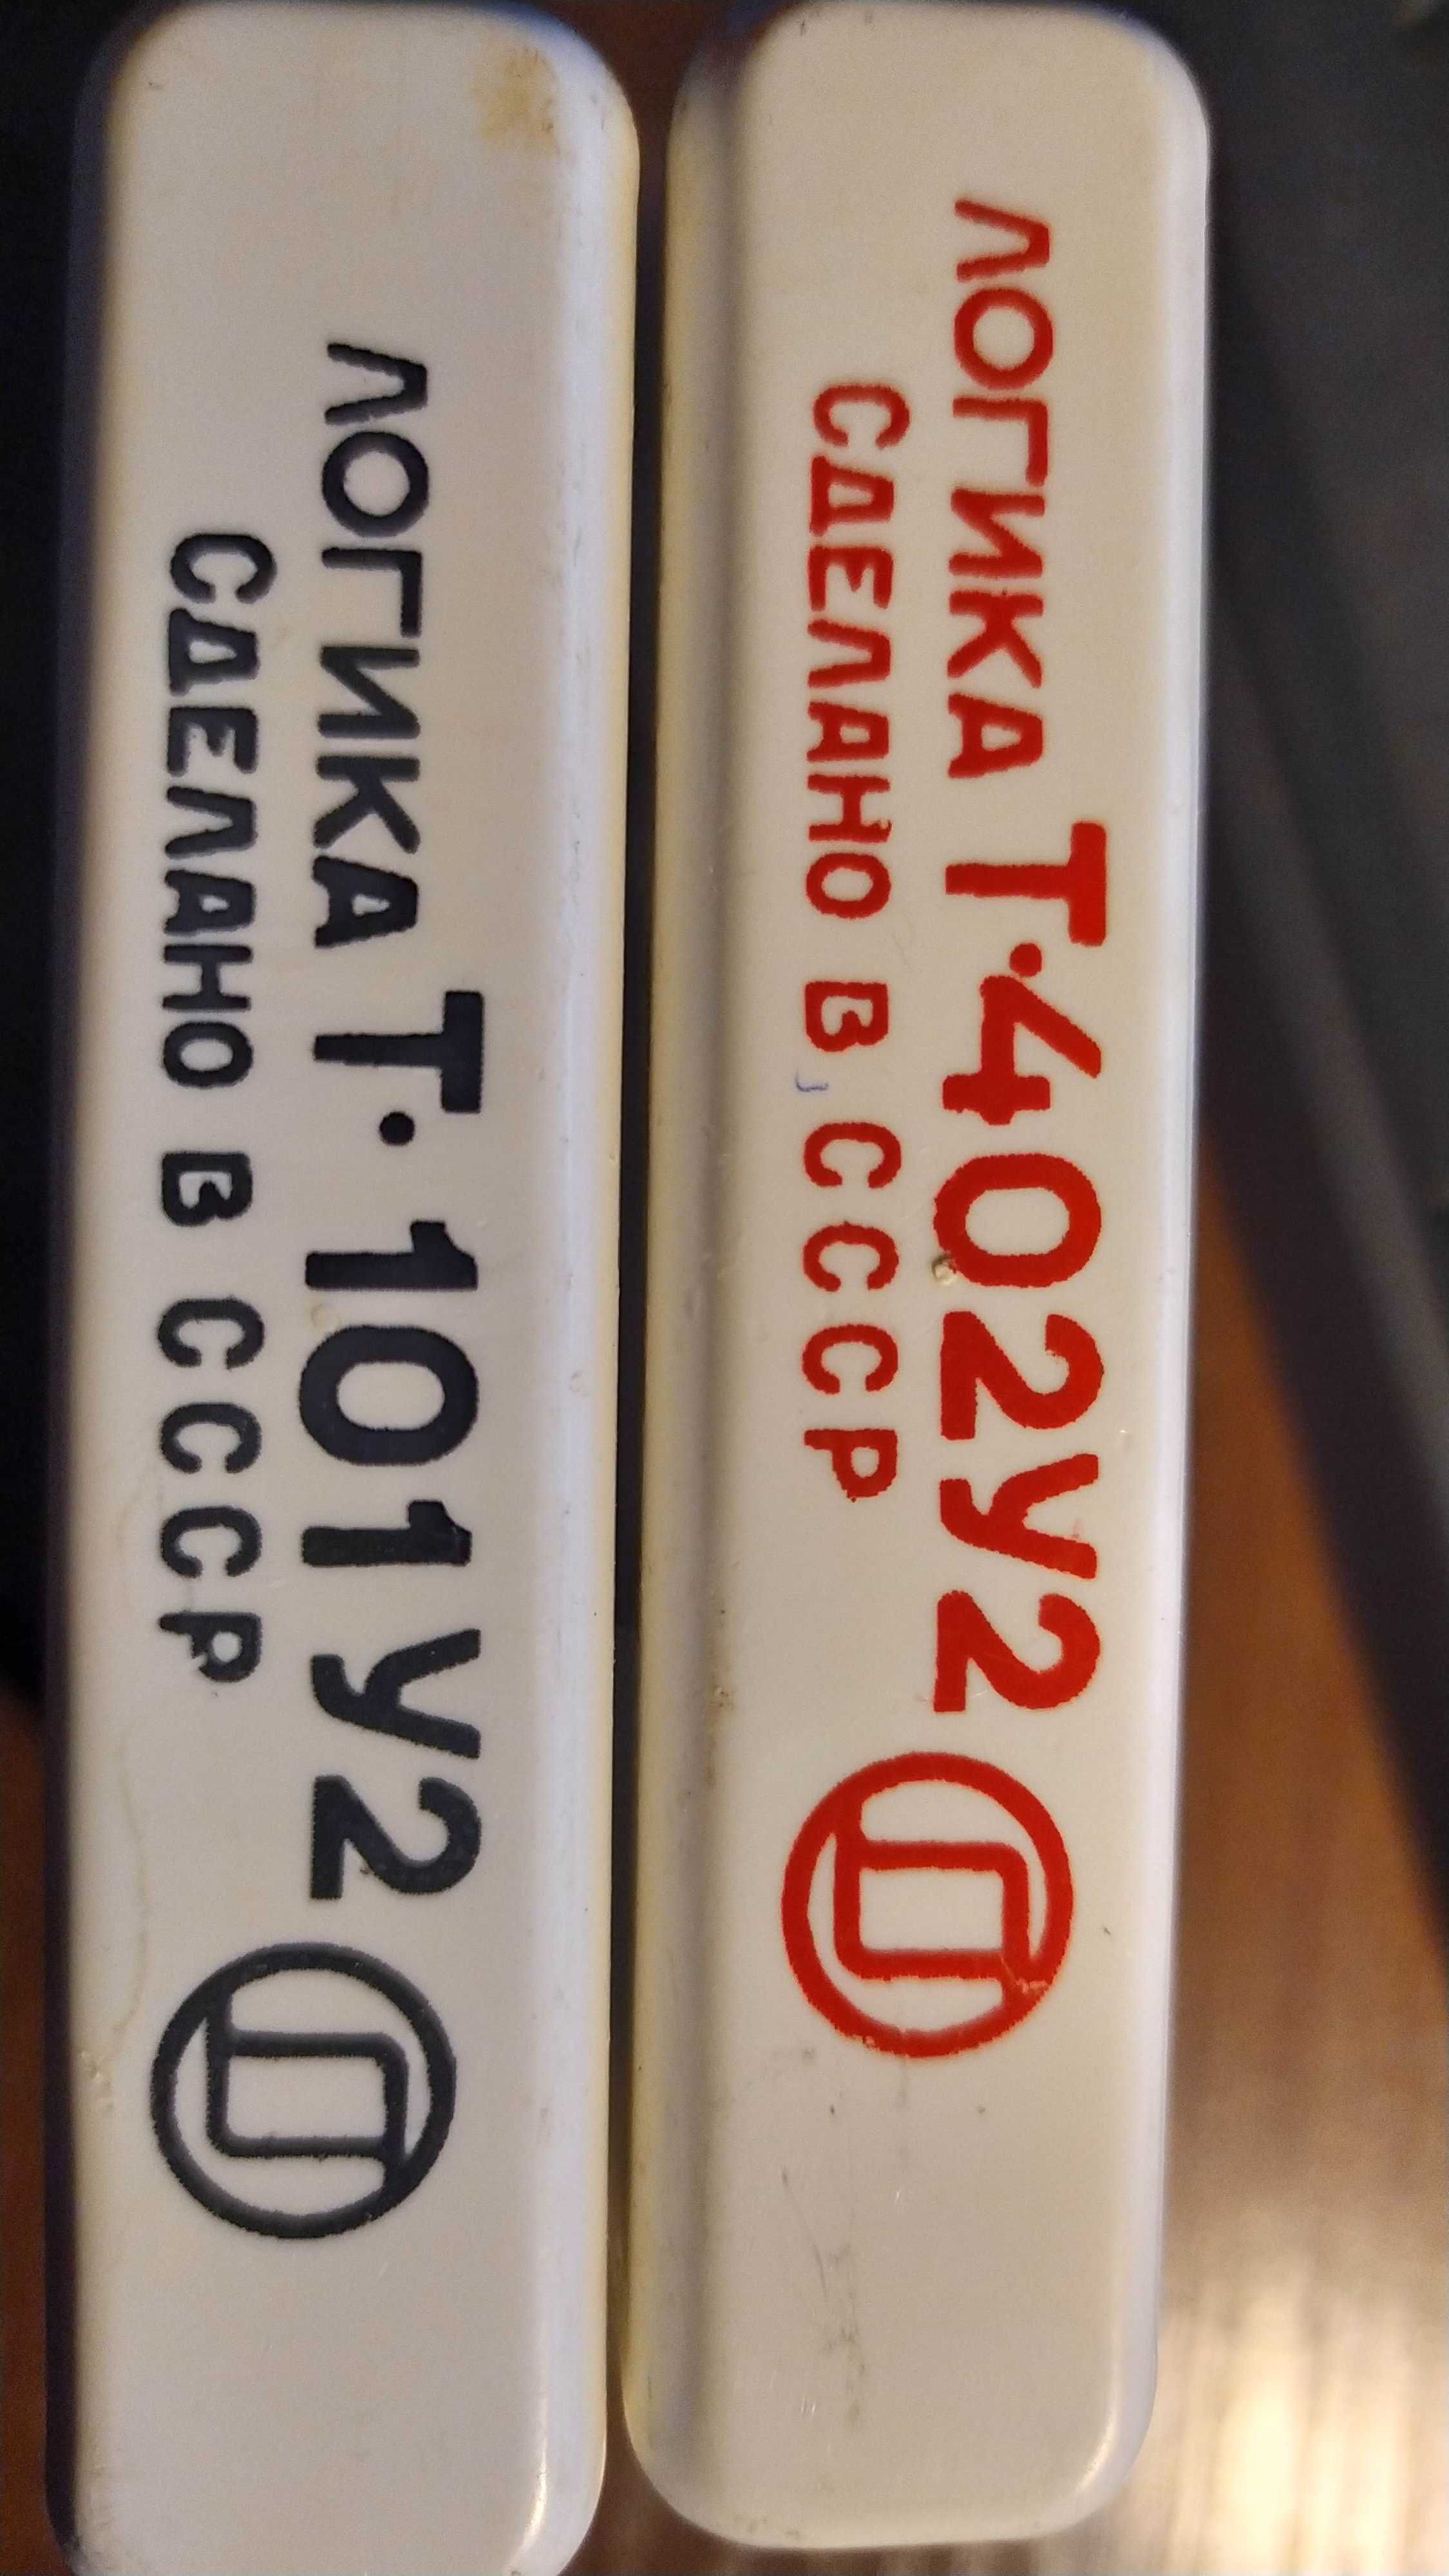 ЛОГИКА Т·101У2
СДЕЛАНО В СССР
ЛОГИКА Т·402У2
СДЕЛАНО В СССР